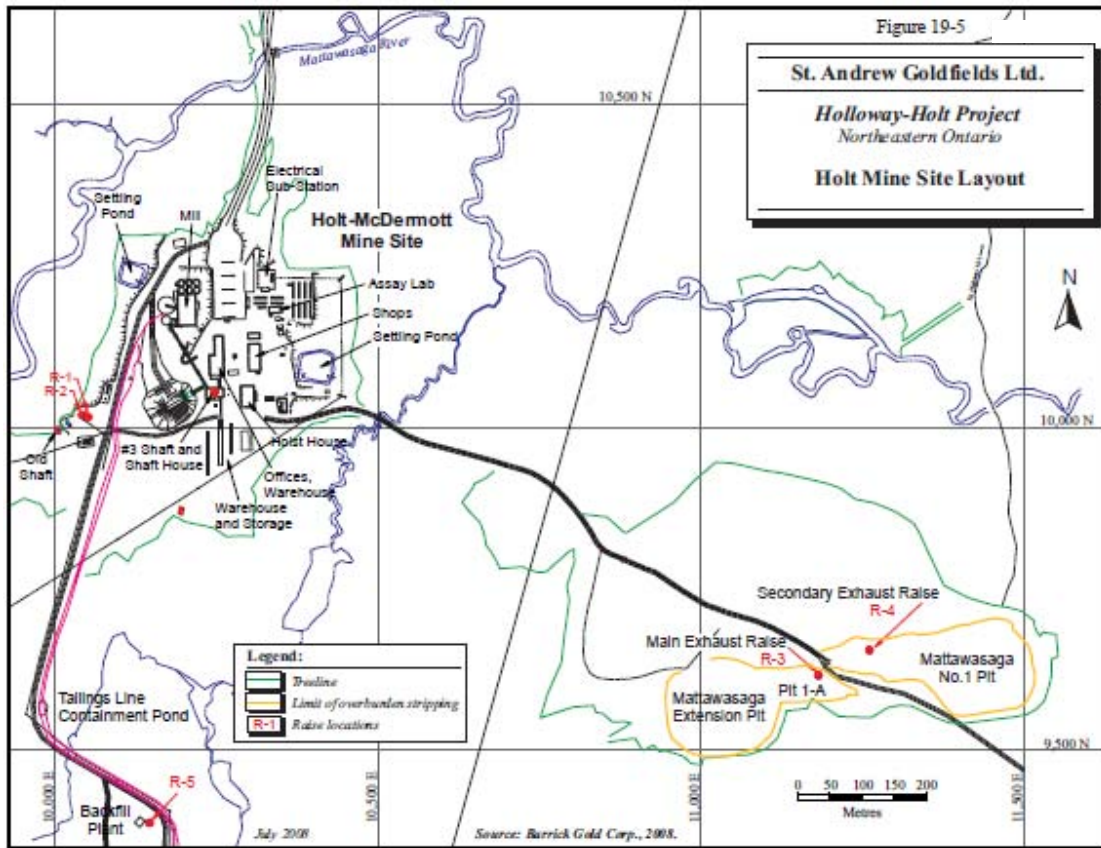 Figure 19-5
St. Andrew Goldfields Ltd.
Holloway-Holt Project
Northeastern Ontario
Holt Mine Site Layout
Mattawasaga River
10,500 N
Electrical
Sub-Station
Settling
Pond
Mill
Holt-McDermott
Mine Site
N
Assay Lab
Shops
Settling Pond
R-1
R-2
10,000 N
Old
Shaft
#3 Shaft and
Shaft House
Hoist House
Offices,
Warehouse
Warehouse
and Storage
Secondary Exhaust Raise
R-4
Main Exhaust Raise
R-3
Pit 1-A
Mattawasaga
No.1 Pit
Mattawasaga
Extension Pit
Legend:
Treeline
Limit of overburden stripping
R-1 Raise locations
Tailings Line
Containment Pond
9,500 N
R-5
Backfill
Plant
10,000 E
10,500 E
11,000 E
11,500 E
0 50 100 150 200
Metres
July 2008
Source: Barrick Gold Corp., 2008.